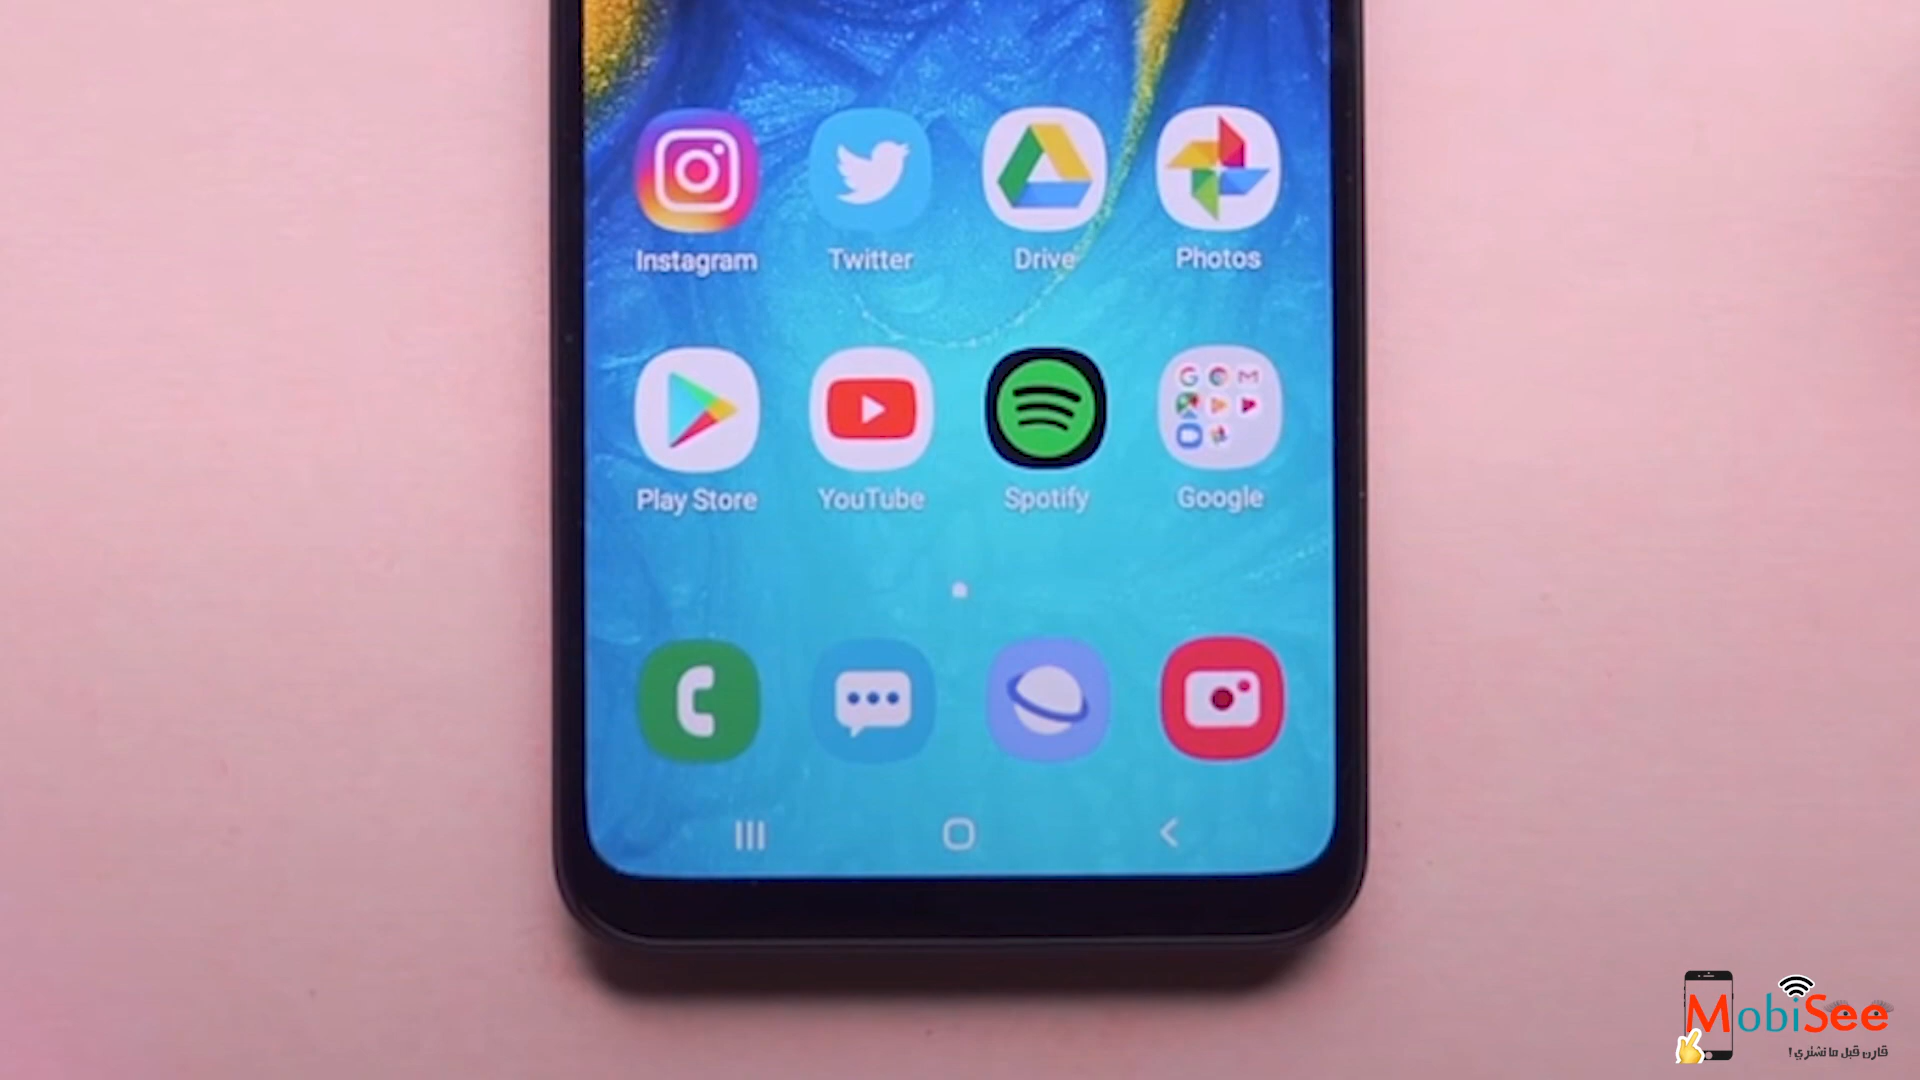 Instagram
Twitter
Drive
Photos
Play Store
YouTube
Spotify
Google
MobiSee
قارن قبل ما تشتري !